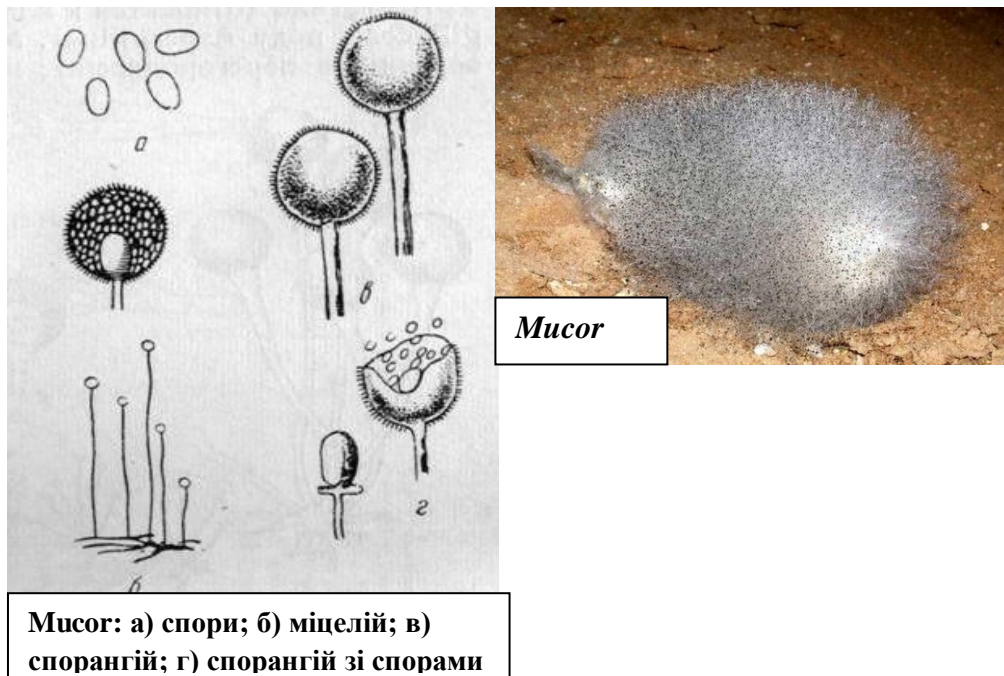 а
в
б
г
Mucor
Mucor: а) спори; б) міцелій; в)
спорангій; г) спорангій зі спорами